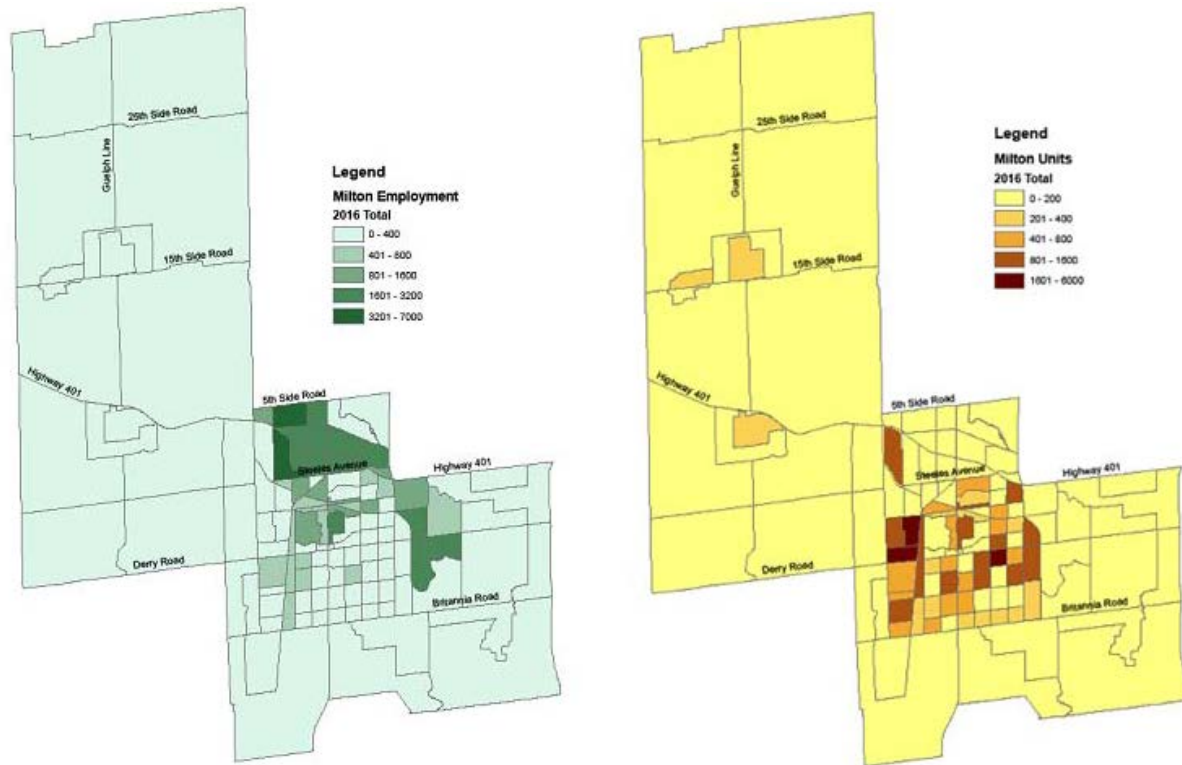 25th Side Road
Guelph Line
15th Side Road
Highway 401
5th Side Road
Steeles Avenue
Highway 401
Derry Road
Britannia Road
Legend
Milton Employment
2016 Total
0 - 400
401 - 800
801 - 1600
1601 - 3200
3201 - 7000
25th Side Road
Guelph Line
15th Side Road
Highway 401
5th Side Road
Steeles Avenue
Highway 401
Derry Road
Britannia Road
Legend
Milton Units
2016 Total
0 - 200
201 - 400
401 - 800
801 - 1600
1601 - 6000